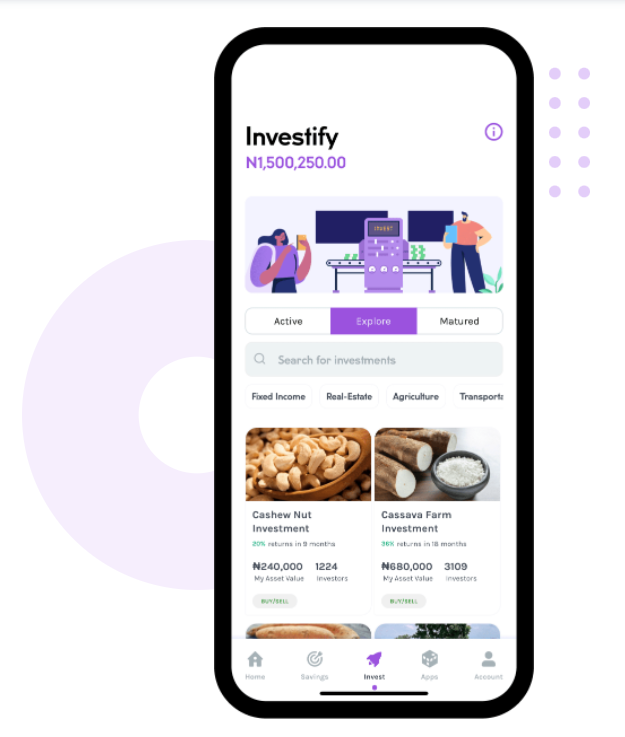 Investify
N1,500,250.00
INVEST
Active Explore Matured
Search for investments
Fixed Income Real-Estate Agriculture Transporta
Cashew Nut
Investment
20% returns in 9 months
₦240,000 1224
My Asset Value Investors
BUY/SELL
Cassava Farm
Investment
36% returns in 18 months
₦680,000 3109
My Asset Value Investors
BUY/SELL
Home Savings Invest Apps Account